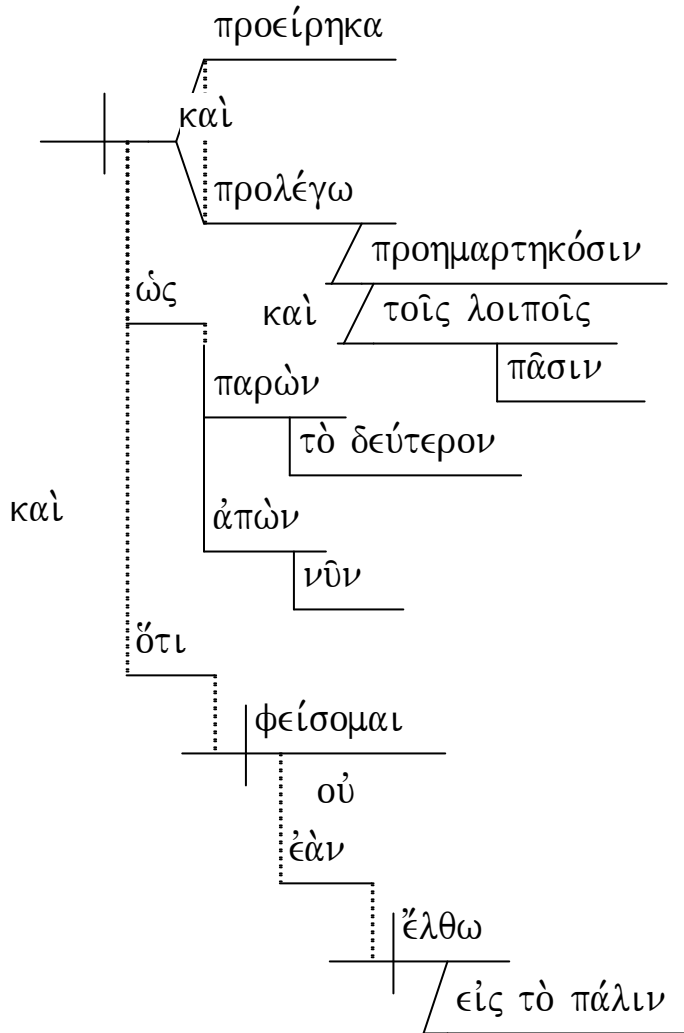 προείρηκα
καὶ
προλέγω
προημαρτηκόσιν
ὡς
καὶ τοῖς λοιποῖς
πᾶσιν
παρὼν
τὸ δεύτερον
καὶ
ἀπὼν
νῦν
ὅτι
φείσομαι
οὐ
ἐὰν
ἔλθω
εἰς τὸ πάλιν